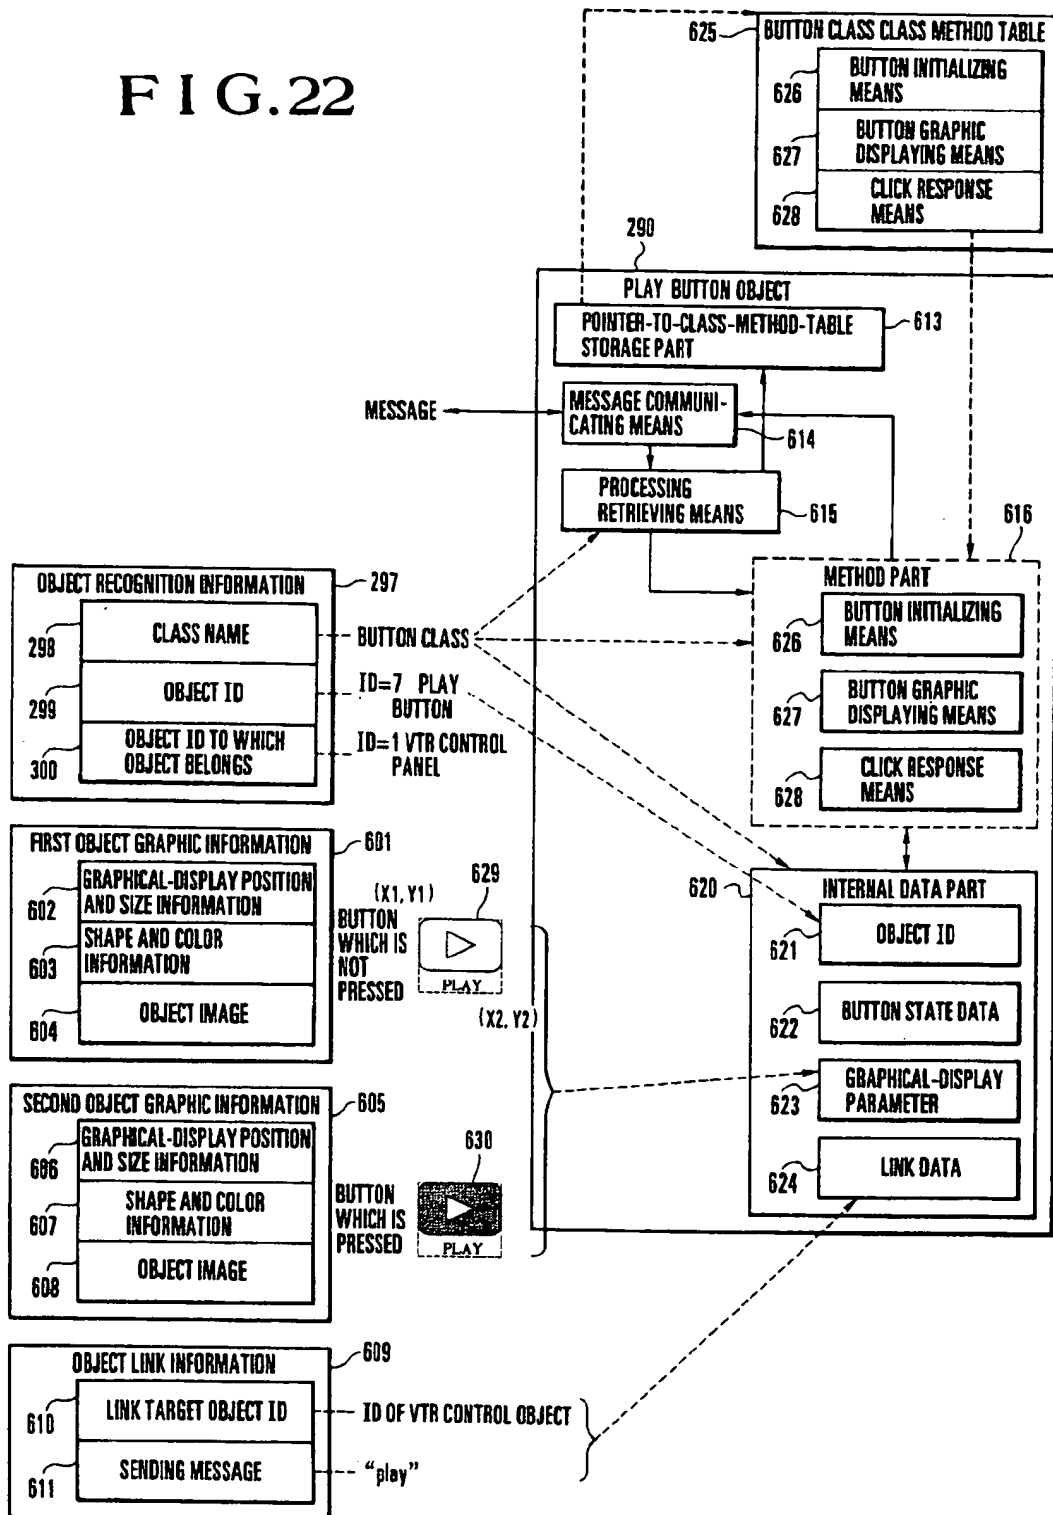 FIG.22
625
BUTTON CLASS CLASS METHOD TABLE
626
BUTTON INITIALIZING
MEANS
627
BUTTON GRAPHIC
DISPLAYING MEANS
628
CLICK RESPONSE
MEANS
290
PLAY BUTTON OBJECT
POINTER-TO-CLASS-METHOD-TABLE
STORAGE PART
613
MESSAGE
MESSAGE COMMUNI-
CATING MEANS
614
PROCESSING
RETRIEVING MEANS
615
616
METHOD PART
626
BUTTON INITIALIZING
MEANS
627
BUTTON GRAPHIC
DISPLAYING MEANS
628
CLICK RESPONSE
MEANS
620
INTERNAL DATA PART
621
OBJECT ID
622
BUTTON STATE DATA
623
GRAPHICAL-DISPLAY
PARAMETER
624
LINK DATA
OBJECT RECOGNITION INFORMATION
297
298
CLASS NAME
BUTTON CLASS
299
OBJECT ID
ID=7 PLAY
BUTTON
300
OBJECT ID TO WHICH
OBJECT BELONGS
ID=1 VTR CONTROL
PANEL
FIRST OBJECT GRAPHIC INFORMATION
601
602
GRAPHICAL-DISPLAY POSITION
AND SIZE INFORMATION
603
SHAPE AND COLOR
INFORMATION
604
OBJECT IMAGE
(X1, Y1)
629
BUTTON
WHICH IS
NOT
PRESSED
PLAY
(X2, Y2)
SECOND OBJECT GRAPHIC INFORMATION
605
606
GRAPHICAL-DISPLAY POSITION
AND SIZE INFORMATION
607
SHAPE AND COLOR
INFORMATION
608
OBJECT IMAGE
630
BUTTON
WHICH IS
PRESSED
PLAY
OBJECT LINK INFORMATION
609
610
LINK TARGET OBJECT ID
ID OF VTR CONTROL OBJECT
611
SENDING MESSAGE
"play"